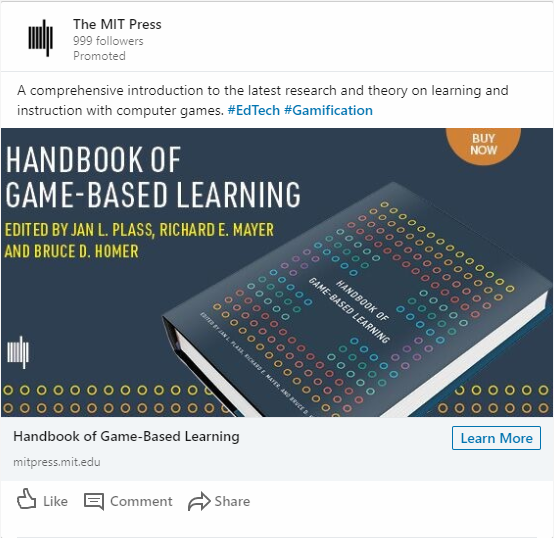 The MIT Press
999 followers
Promoted
A comprehensive introduction to the latest research and theory on learning and
instruction with computer games. #EdTech #Gamification
BUY
NOW
HANDBOOK OF
GAME-BASED LEARNING
EDITED BY JAN L. PLASS, RICHARD E. MAYER
AND BRUCE D. HOMER
HANDBOOK OF
GAME-BASED LEARNING
EDITED BY JAN L. PLASS, RICHARD E. MAYER, AND BRUCE D.
Handbook of Game-Based Learning
Learn More
mitpress.mit.edu
Like
Comment
Share